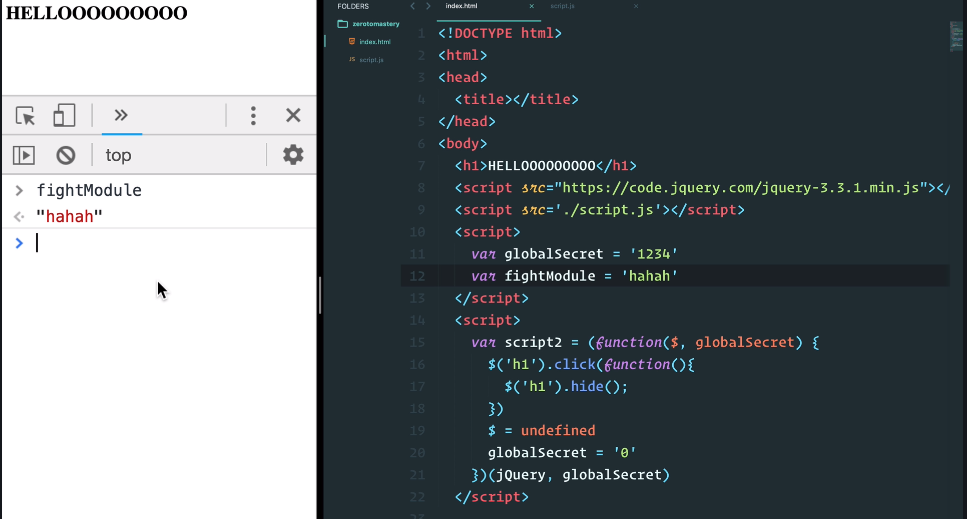 HELLOOOOOOOOO
top
fightModule
"hahah"
FOLDERS
zerotomastery
index.html
JS script.js
index.html
script.js
1 <!DOCTYPE html>
2 <html>
3 <head>
4 <title></title>
5 </head>
6 <body>
7 <h1>HELLOOOOOOOOO</h1>
8 <script src="https://code.jquery.com/jquery-3.3.1.min.js"></
9 <script src='./script.js'></script>
10 <script>
11 var globalSecret = '1234'
12 var fightModule = 'hahah'
13 </script>
14 <script>
15 var script2 = (function($, globalSecret) {
16 $('h1').click(function(){
17 $('h1').hide();
18 })
19 $ = undefined
20 globalSecret = '0'
21 })(jQuery, globalSecret)
22 </script>